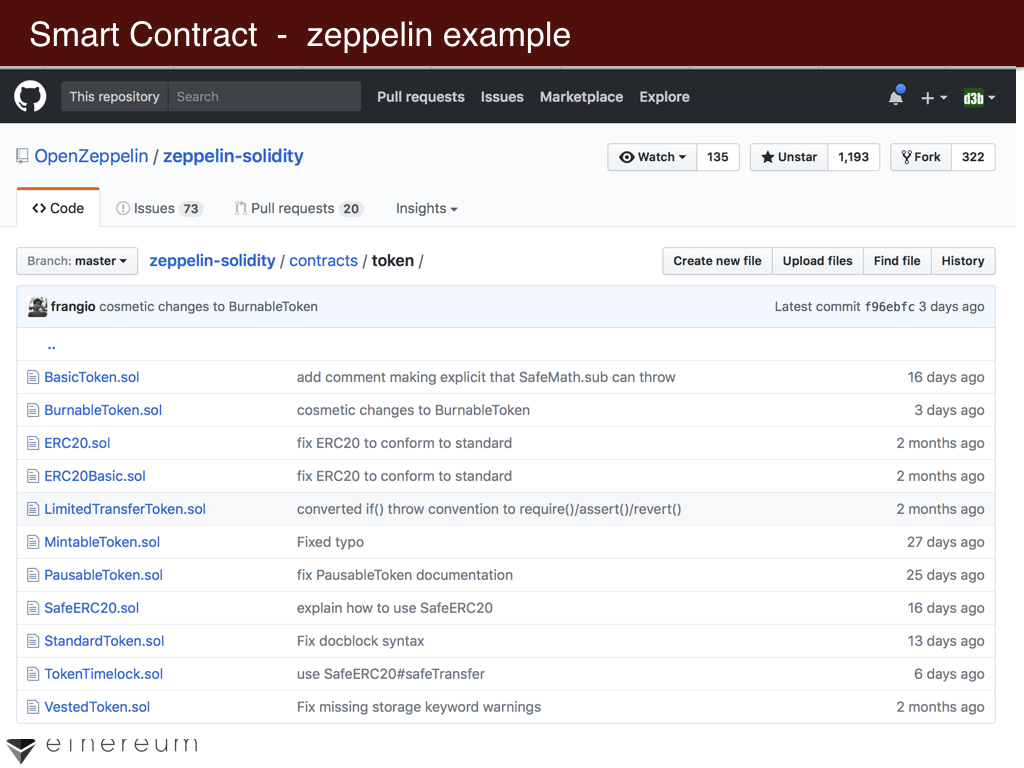 Smart Contract  -  zeppelin example
This repository Search Pull requests Issues Marketplace Explore d3b
OpenZeppelin / zeppelin-solidity Watch 135 Unstar 1,193 Fork 322
Code Issues 73 Pull requests 20 Insights
Branch: master zeppelin-solidity / contracts / token / Create new file Upload files Find file History
frangio cosmetic changes to BurnableToken Latest commit f96ebfc 3 days ago
..
BasicToken.sol add comment making explicit that SafeMath.sub can throw 16 days ago
BurnableToken.sol cosmetic changes to BurnableToken 3 days ago
ERC20.sol fix ERC20 to conform to standard 2 months ago
ERC20Basic.sol fix ERC20 to conform to standard 2 months ago
LimitedTransferToken.sol converted if() throw convention to require()/assert()/revert() 2 months ago
MintableToken.sol Fixed typo 27 days ago
PausableToken.sol fix PausableToken documentation 25 days ago
SafeERC20.sol explain how to use SafeERC20 16 days ago
StandardToken.sol Fix docblock syntax 13 days ago
TokenTimelock.sol use SafeERC20#safeTransfer 6 days ago
VestedToken.sol Fix missing storage keyword warnings 2 months ago
ethereum